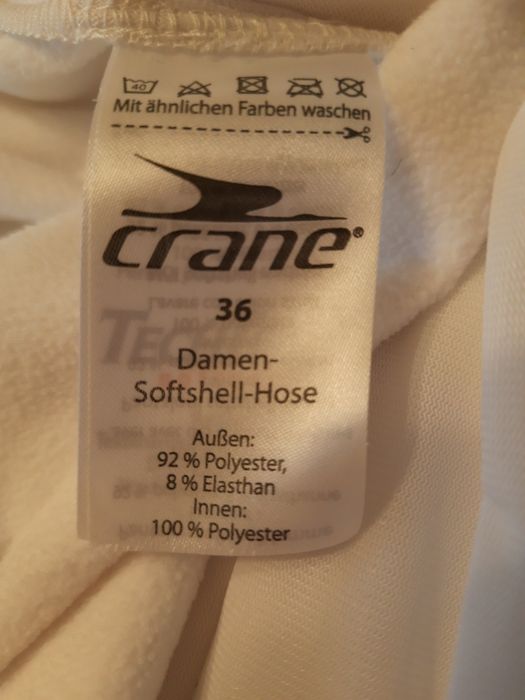 40
Mit ähnlichen Farben waschen
crane®
36
Damen-
Softshell-Hose
Außen:
92 % Polyester,
8 % Elasthan
Innen:
100 % Polyester